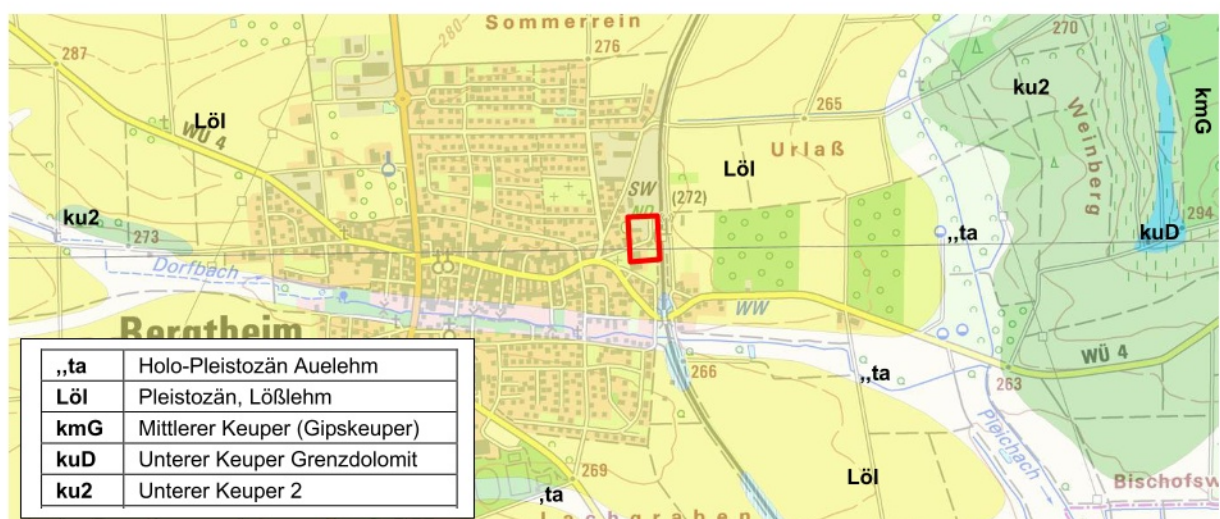 Sommerrein
287
280
276
270
Löl
WÜ 4
265
ku2
Weinberg
kmG
Urlaß
Löl
SW
ND
(272)
ku2
273
„ta
294
kuD
Dorfbach
WW
Bergtheim
„ta Holo-Pleistozän Auelehm
Löl Pleistozän, Lößlehm
kmG Mittlerer Keuper (Gipskeuper)
kuD Unterer Keuper Grenzdolomit
ku2 Unterer Keuper 2
266
„ta
263
WÜ 4
Pleichach
269
Löl
Bischofsw
,ta
Lachgraben